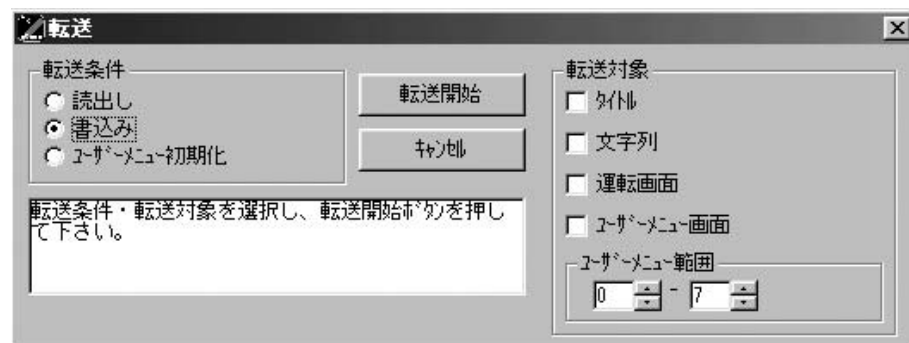 転送
転送条件
読出し
書込み
ﾕｰｻﾞｰﾒﾆｭｰ初期化
転送開始
ｷｬﾝｾﾙ
転送条件・転送対象を選択し、転送開始ﾎﾞﾀﾝを押し
て下さい。
転送対象
ﾀｲﾄﾙ
文字列
運転画面
ﾕｰｻﾞｰﾒﾆｭｰ画面
ﾕｰｻﾞｰﾒﾆｭｰ範囲
0 - 7